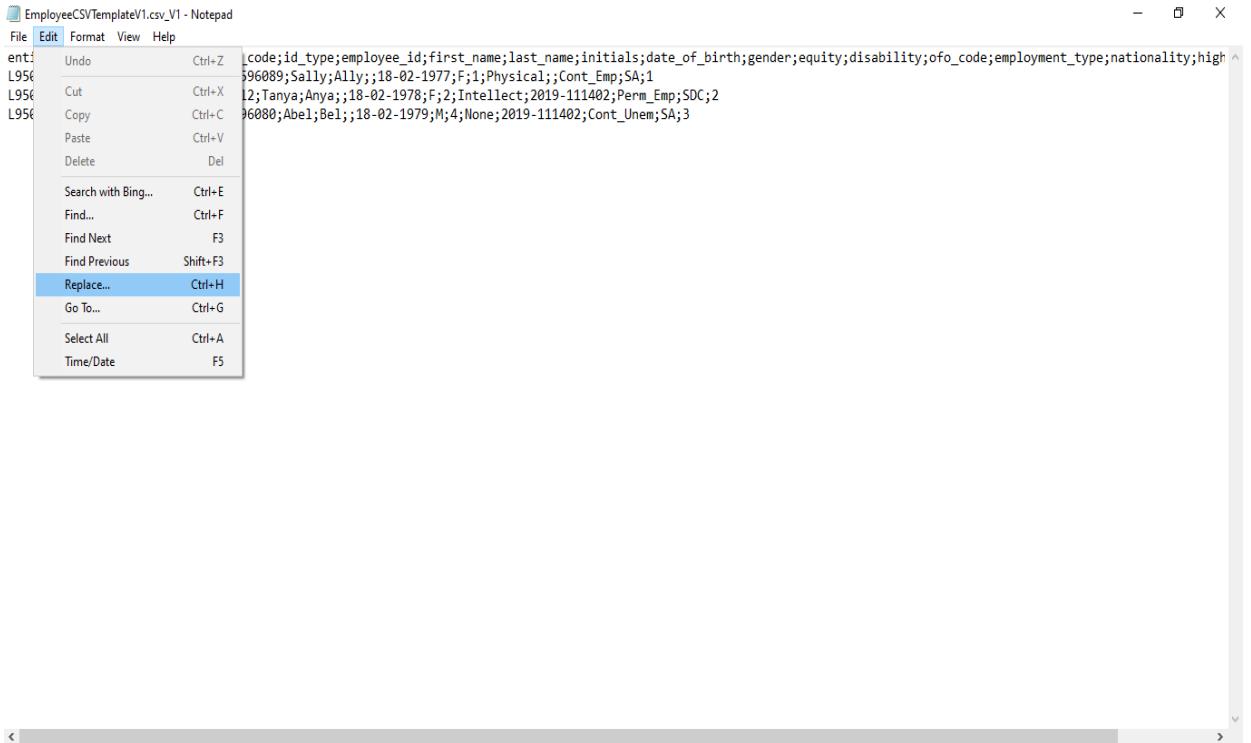 EmployeeCSVTemplateV1.csv_V1 - Notepad
File Edit Format View Help
enti _code;id_type;employee_id;first_name;last_name;initials;date_of_birth;gender;equity;disability;ofo_code;employment_type;nationality;high
L950 596089;Sally;Ally;;18-02-1977;F;1;Physical;;Cont_Emp;SA;1
L950 12;Tanya;Anya;;18-02-1978;F;2;Intellect;2019-111402;Perm_Emp;SDC;2
L950 96080;Abel;Bel;;18-02-1979;M;4;None;2019-111402;Cont_Unem;SA;3
Undo Ctrl+Z
Cut Ctrl+X
Copy Ctrl+C
Paste Ctrl+V
Delete Del
Search with Bing... Ctrl+E
Find... Ctrl+F
Find Next F3
Find Previous Shift+F3
Replace... Ctrl+H
Go To... Ctrl+G
Select All Ctrl+A
Time/Date F5